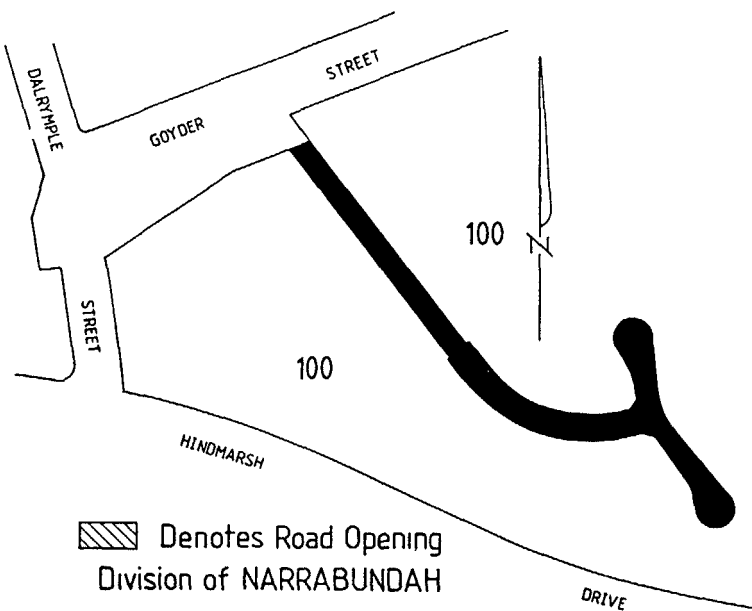 DALRYMPLE
STREET
GOYDER
STREET
100
100
HINDMARSH
DRIVE
N
Denotes Road Opening
Division of NARRABUNDAH